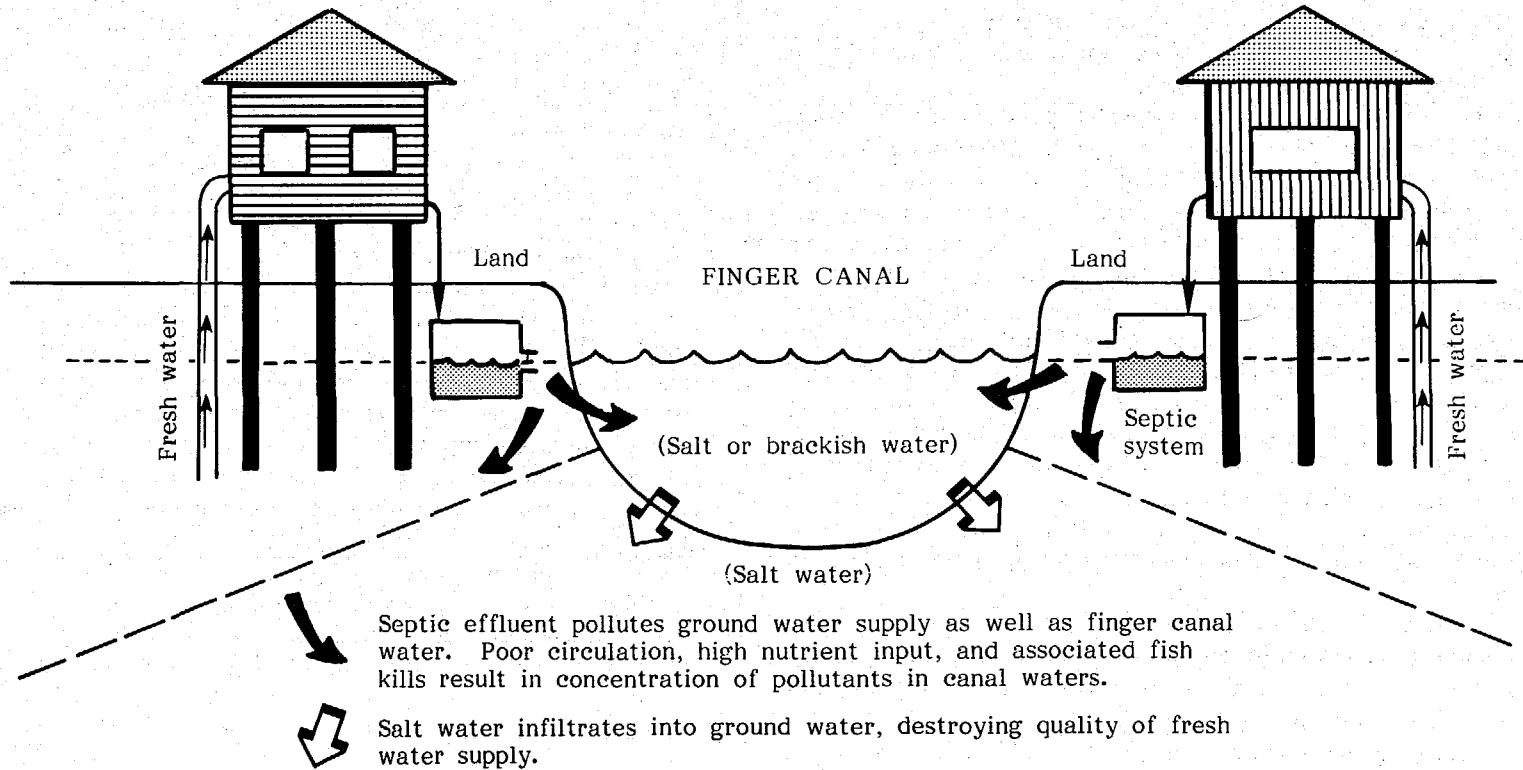 Land
FINGER CANAL
Land
Fresh water
Fresh water
(Salt or brackish water)
Septic
system
(Salt water)
Septic effluent pollutes ground water supply as well as finger canal
water. Poor circulation, high nutrient input, and associated fish
kills result in concentration of pollutants in canal waters.
Salt water infiltrates into ground water, destroying quality of fresh
water supply.